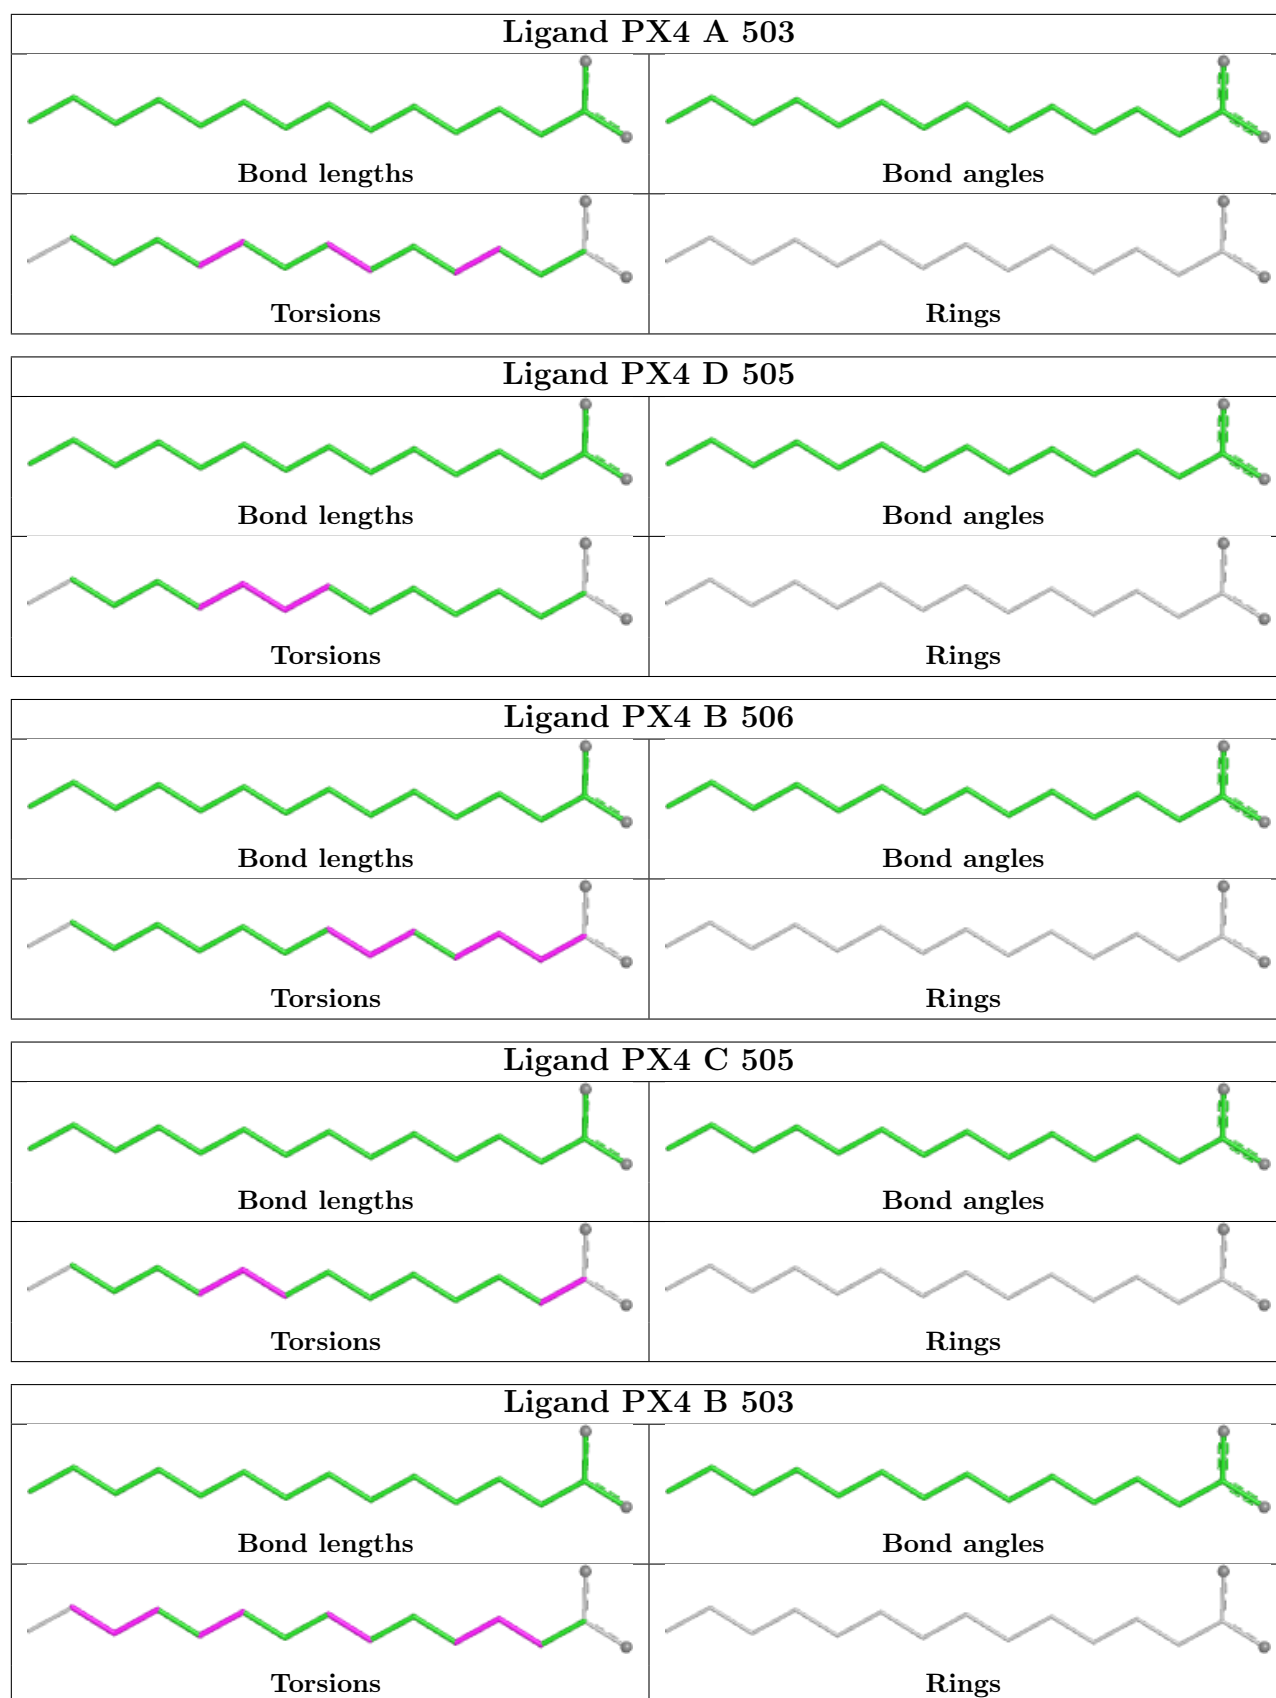 Ligand PX4 A 503
Bond lengths
Bond angles
Torsions
Rings
Ligand PX4 D 505
Bond lengths
Bond angles
Torsions
Rings
Ligand PX4 B 506
Bond lengths
Bond angles
Torsions
Rings
Ligand PX4 C 505
Bond lengths
Bond angles
Torsions
Rings
Ligand PX4 B 503
Bond lengths
Bond angles
Torsions
Rings